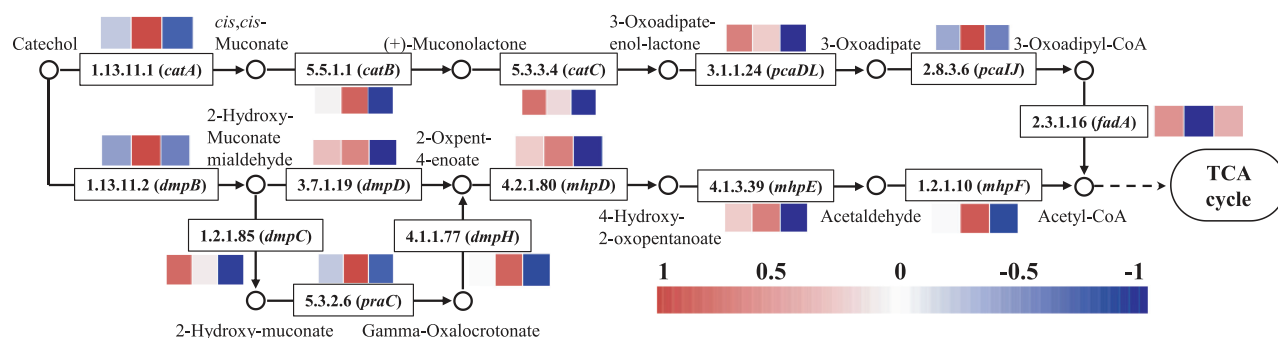 Catechol
cis,cis-
Muconate
(+)-Muconolactone
3-Oxoadipate-
enol-lactone
3-Oxoadipate
3-Oxoadipyl-CoA
1.13.11.1 (catA)
5.5.1.1 (catB)
5.3.3.4 (catC)
3.1.1.24 (pcaDL)
2.8.3.6 (pcaIJ)
2.3.1.16 (fadA)
2-Hydroxy-
Muconate
mialdehyde
2-Oxpent-
4-enoate
1.13.11.2 (dmpB)
3.7.1.19 (dmpD)
4.2.1.80 (mhpD)
4.1.3.39 (mhpE)
1.2.1.10 (mhpF)
TCA
cycle
4-Hydroxy-
2-oxopentanoate
Acetaldehyde
Acetyl-CoA
1.2.1.85 (dmpC)
4.1.1.77 (dmpH)
5.3.2.6 (praC)
2-Hydroxy-muconate
Gamma-Oxalocrotonate
1 0.5 0 -0.5 -1